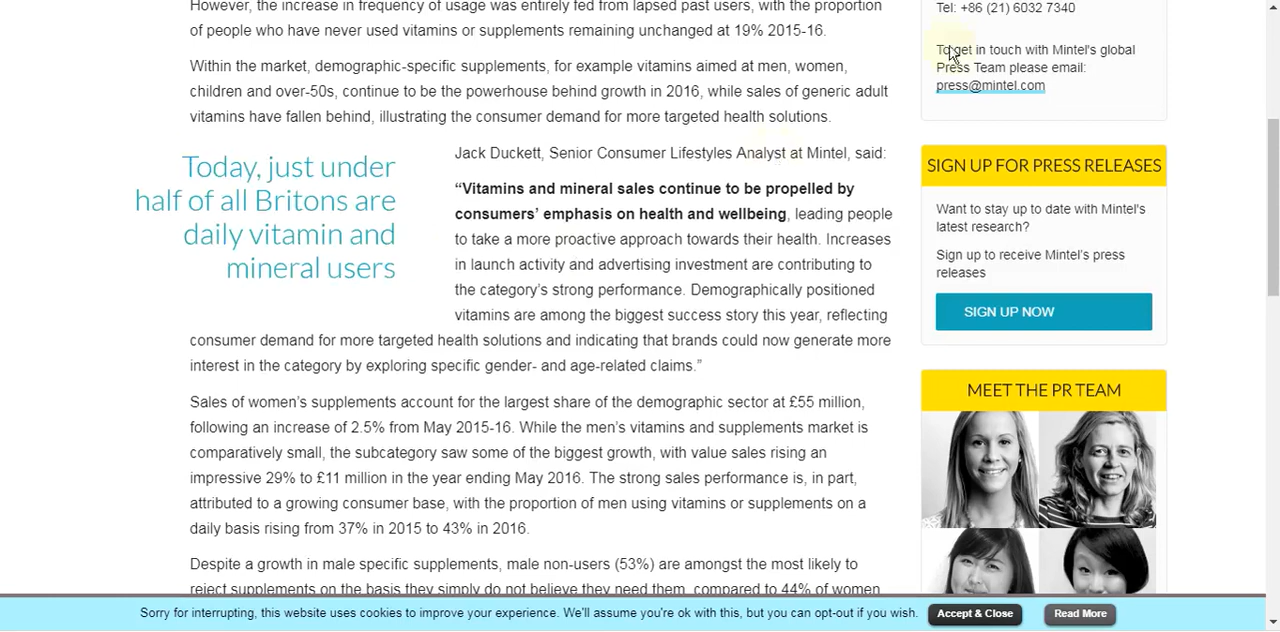 However, the increase in frequency of usage was entirely fed from lapsed past users, with the proportion
of people who have never used vitamins or supplements remaining unchanged at 19% 2015-16.
Within the market, demographic-specific supplements, for example vitamins aimed at men, women,
children and over-50s, continue to be the powerhouse behind growth in 2016, while sales of generic adult
vitamins have fallen behind, illustrating the consumer demand for more targeted health solutions.
Today, just under
half of all Britons are
daily vitamin and
mineral users
Jack Duckett, Senior Consumer Lifestyles Analyst at Mintel, said:
“Vitamins and mineral sales continue to be propelled by
consumers’ emphasis on health and wellbeing, leading people
to take a more proactive approach towards their health. Increases
in launch activity and advertising investment are contributing to
the category’s strong performance. Demographically positioned
vitamins are among the biggest success story this year, reflecting
consumer demand for more targeted health solutions and indicating that brands could now generate more
interest in the category by exploring specific gender- and age-related claims.”
Sales of women’s supplements account for the largest share of the demographic sector at £55 million,
following an increase of 2.5% from May 2015-16. While the men’s vitamins and supplements market is
comparatively small, the subcategory saw some of the biggest growth, with value sales rising an
impressive 29% to £11 million in the year ending May 2016. The strong sales performance is, in part,
attributed to a growing consumer base, with the proportion of men using vitamins or supplements on a
daily basis rising from 37% in 2015 to 43% in 2016.
Despite a growth in male specific supplements, male non-users (53%) are amongst the most likely to
reject supplements on the basis they simply do not believe they need them, compared to 44% of women
Tel: +86 (21) 6032 7340
To get in touch with Mintel's global
Press Team please email:
press@mintel.com
SIGN UP FOR PRESS RELEASES
Want to stay up to date with Mintel's
latest research?
Sign up to receive Mintel’s press
releases
SIGN UP NOW
MEET THE PR TEAM
Sorry for interrupting, this website uses cookies to improve your experience. We'll assume you're ok with this, but you can opt-out if you wish.
Accept & Close
Read More